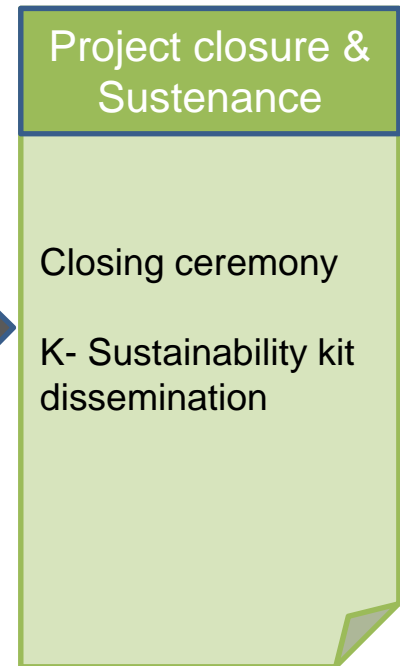 Project closure &
Sustenance
Closing ceremony
K- Sustainability kit
dissemination